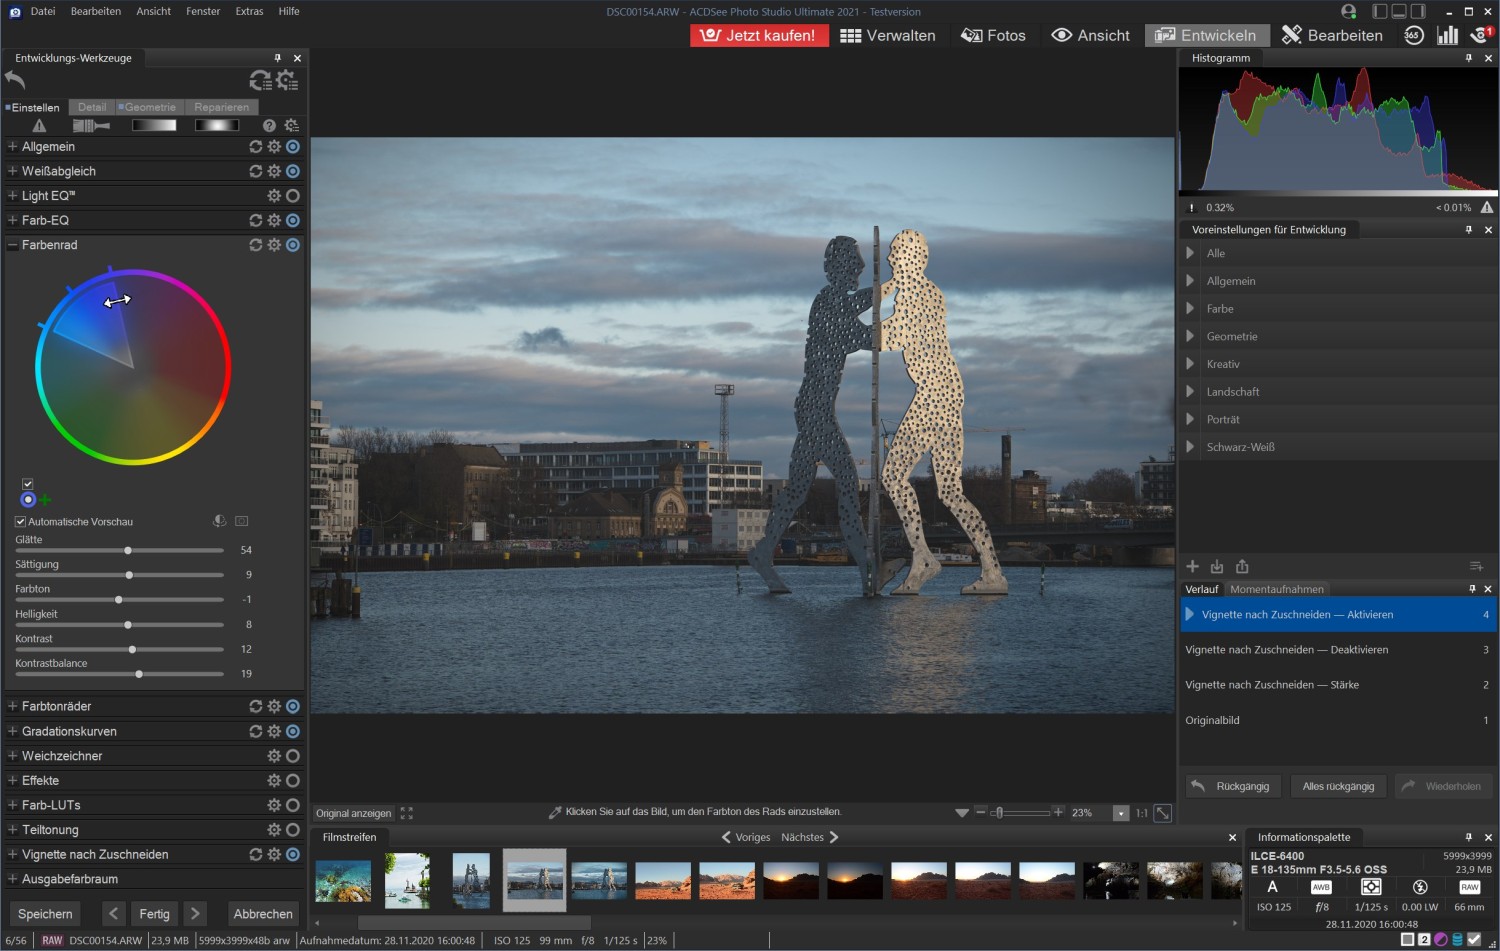 Datei Bearbeiten Ansicht Fenster Extras Hilfe
DSC00154.ARW - ACDSee Photo Studio Ultimate 2021 - Testversion
Jetzt kaufen! Verwalten Fotos Ansicht Entwickeln Bearbeiten 365 1
Entwicklungs-Werkzeuge
Einstellen Detail Geometrie Reparieren
Allgemein
Weißabgleich
Light EQ™
Farb-EQ
Farbenrad
Automatische Vorschau
Glätte
54
Sättigung
9
Farbton
-1
Helligkeit
8
Kontrast
12
Kontrastbalance
19
Farbtonräder
Gradationskurven
Weichzeichner
Effekte
Farb-LUTs
Teiltonung
Vignette nach Zuschneiden
Ausgabefarbraum
Speichern Fertig Abbrechen
Original anzeigen
Klicken Sie auf das Bild, um den Farbton des Rads einzustellen.
23% 1:1
Filmstreifen
Voriges Nächstes
Histogramm
0.32% < 0.01%
Voreinstellungen für Entwicklung
Alle
Allgemein
Farbe
Geometrie
Kreativ
Landschaft
Porträt
Schwarz-Weiß
Verlauf Momentaufnahmen
Vignette nach Zuschneiden — Aktivieren 4
Vignette nach Zuschneiden — Deaktivieren 3
Vignette nach Zuschneiden — Stärke 2
Originalbild 1
Rückgängig Alles rückgängig Wiederholen
Informationspalette
ILCE-6400 5999x3999
E 18-135mm F3.5-5.6 OSS 23,9 MB
A AWB RAW
ISO 125 f/8 1/125 s 0.00 LW 66 mm
28.11.2020 16:00:48
6/56 RAW DSC00154.ARW 23,9 MB 5999x3999x48b arw Aufnahmedatum: 28.11.2020 16:00:48 ISO 125 99 mm f/8 1/125 s 23% 2